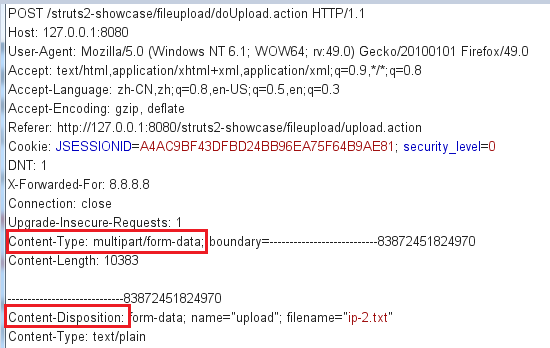 POST /struts2-showcase/fileupload/doUpload.action HTTP/1.1
Host: 127.0.0.1:8080
User-Agent: Mozilla/5.0 (Windows NT 6.1; WOW64; rv:49.0) Gecko/20100101 Firefox/49.0
Accept: text/html,application/xhtml+xml,application/xml;q=0.9,*/*;q=0.8
Accept-Language: zh-CN,zh;q=0.8,en-US;q=0.5,en;q=0.3
Accept-Encoding: gzip, deflate
Referer: http://127.0.0.1:8080/struts2-showcase/fileupload/upload.action
Cookie: JSESSIONID=A4AC9BF43DFBD24BB96EA75F64B9AE81; security_level=0
DNT: 1
X-Forwarded-For: 8.8.8.8
Connection: close
Upgrade-Insecure-Requests: 1
Content-Type: multipart/form-data; boundary=---------------------------83872451824970
Content-Length: 10383
-----------------------------83872451824970
Content-Disposition: form-data; name="upload"; filename="ip-2.txt"
Content-Type: text/plain